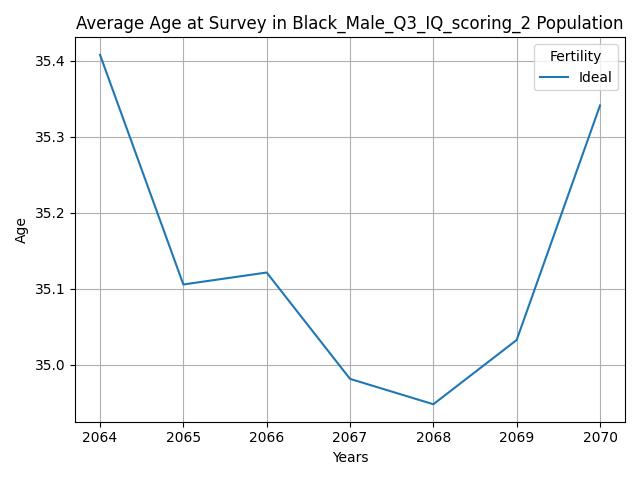 Average Age at Survey in Black_Male_Q3_IQ_scoring_2 Population
Fertility
Ideal
35.4
35.3
35.2
35.1
35.0
Age
2064 2065 2066 2067 2068 2069 2070
Years